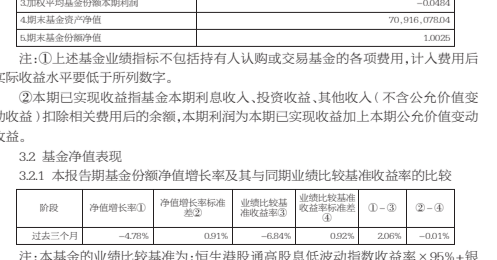 3.加权平均基金份额本期利润 -0.0484
4.期末基金资产净值 70,916,078.04
5.期末基金份额净值 1.0025
注：①上述基金业绩指标不包括持有人认购或交易基金的各项费用，计入费用后
实际收益水平要低于所列数字。
②本期已实现收益指基金本期利息收入、投资收益、其他收入（不含公允价值变
动收益）扣除相关费用后的余额，本期利润为本期已实现收益加上本期公允价值变动
收益。
3.2 基金净值表现
3.2.1 本报告期基金份额净值增长率及其与同期业绩比较基准收益率的比较
阶段 净值增长率① 净值增长率标准差② 业绩比较基准收益率③ 业绩比较基准收益率标准差④ ①-③ ②-④
过去三个月 -4.78% 0.91% -6.84% 0.92% 2.06% -0.01%
注：本基金的业绩比较基准为：恒生港股通高股息低波动指数收益率×95%+银